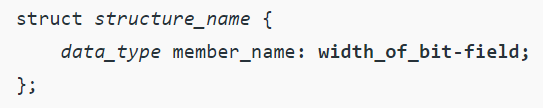 struct structure_name {
    data_type member_name: width_of_bit-field;
};